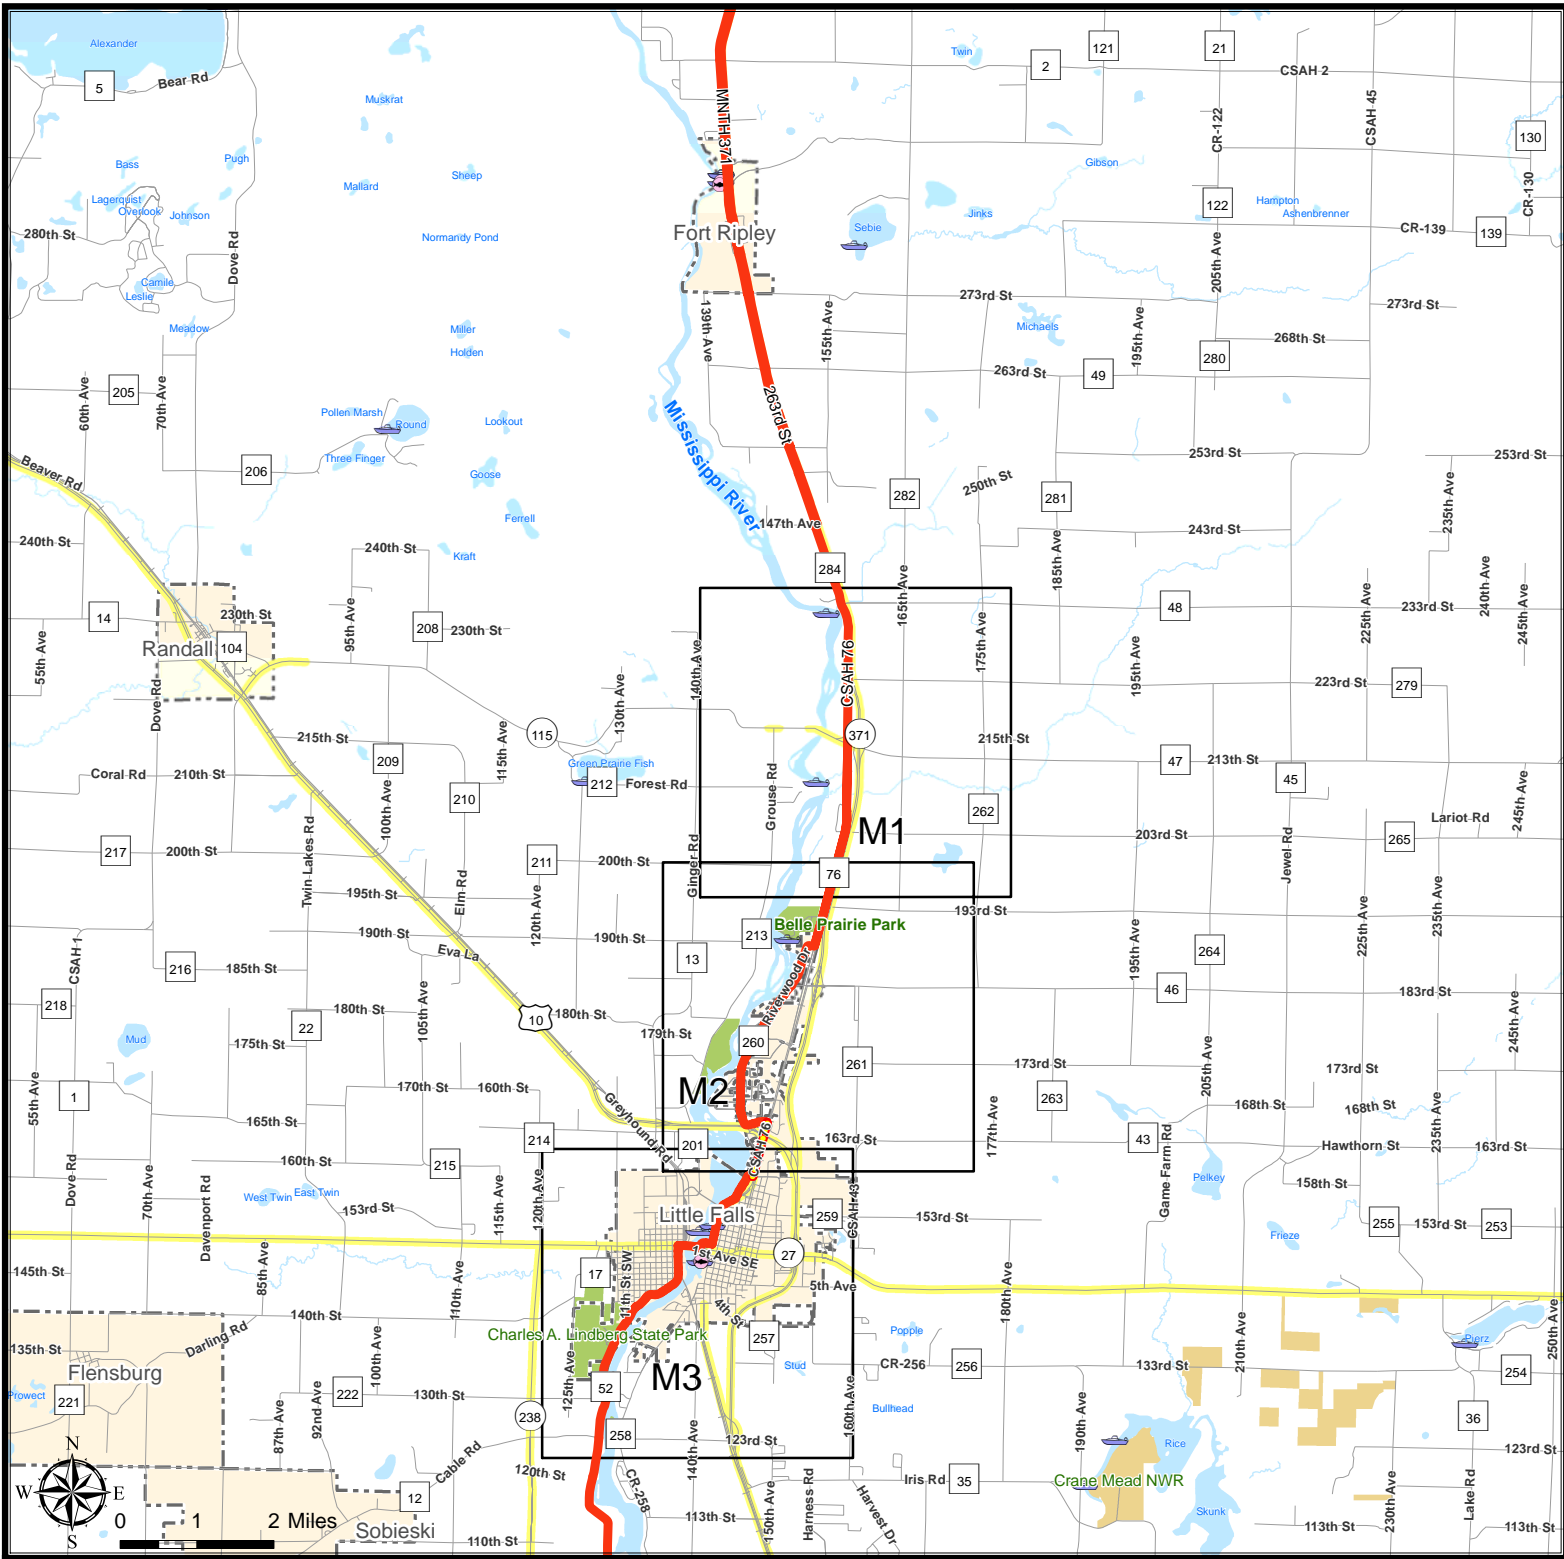 Alexander
5
Bear Rd
Twin
2
121
21
CSAH 2
Muskrat
MNTH 371
CR-122
CSAH 45
130
Bass
Pugh
Mallard
Sheep
Gibson
Lagerquist
Overlook
Johnson
122
Hampton
Ashenbrenner
CR-130
280th St
Dove Rd
Normandy Pond
Fort Ripley
Sebie
Jinks
CR-139
139
Camile
Leslie
205th Ave
273rd St
273rd St
Meadow
Miller
Holden
139th Ave
155th Ave
Michaels
195th Ave
268th St
280
263rd St
49
205
60th Ave
70th Ave
Pollen Marsh
Round
Lookout
Mississippi River
263rd St
Three Finger
Goose
253rd St
253rd St
Beaver Rd
206
282
250th St
281
235th Ave
Ferrell
147th Ave
243rd St
240th St
240th St
Kraft
284
165th Ave
185th Ave
225th Ave
240th Ave
245th Ave
14
230th St
208
230th St
95th Ave
48
233rd St
Randall
104
55th Ave
Dove Rd
140th Ave
130th Ave
CSAH 76
175th Ave
195th Ave
223rd St
279
215th St
115
115th Ave
371
215th St
209
Green Prairie Fish
47
213th St
Coral Rd
210th St
212
Forest Rd
Grouse Rd
45
210
100th Ave
262
245th Ave
Twin Lakes Rd
M1
203rd St
Lariot Rd
265
217
200th St
211
200th St
Ginger Rd
76
Jewel Rd
195th St
Elm Rd
120th Ave
193rd St
Belle Prairie Park
225th Ave
235th Ave
CSAH 1
190th St
Eva La
190th St
213
13
216
185th St
Riverwood Dr
195th Ave
264
46
183rd St
218
22
180th St
105th Ave
10
180th St
179th St
260
245th Ave
Mud
175th St
261
173rd St
173rd St
205th Ave
55th Ave
1
170th St
160th St
M2
263
168th St
168th St
165th St
Greyhound Rd
214
201
CSAH 76
163rd St
177th Ave
43
Game Farm Rd
235th Ave
Hawthorn St
163rd St
160th St
215
Dove Rd
70th Ave
Davenport Rd
West Twin
East Twin
153rd St
115th Ave
120th Ave
Little Falls
259
CSAH-43
153rd St
Pelkey
158th St
255
153rd St
253
Frieze
1st Ave SE
27
145th St
85th Ave
110th Ave
17
11th St SW
5th Ave
180th Ave
140th St
Darling Rd
4th St
257
Charles A. Lindberg State Park
Popple
210th Ave
Pierz
250th Ave
135th St
Flensburg
100th Ave
Stud
CR-256
256
133rd St
254
Prowect
221
222
130th St
125th Ave
52
M3
160th Ave
Bullhead
36
87th Ave
92nd Ave
238
258
140th Ave
123rd St
190th Ave
Rice
123rd St
Cable Rd
120th St
CR-258
Iris Rd
35
Crane Mead NWR
230th Ave
Lake Rd
N
W
E
S
12
113th St
150th Ave
Harness Rd
Harvest Dr
Skunk
113th St
113th St
0 1 2 Miles
Sobieski
110th St